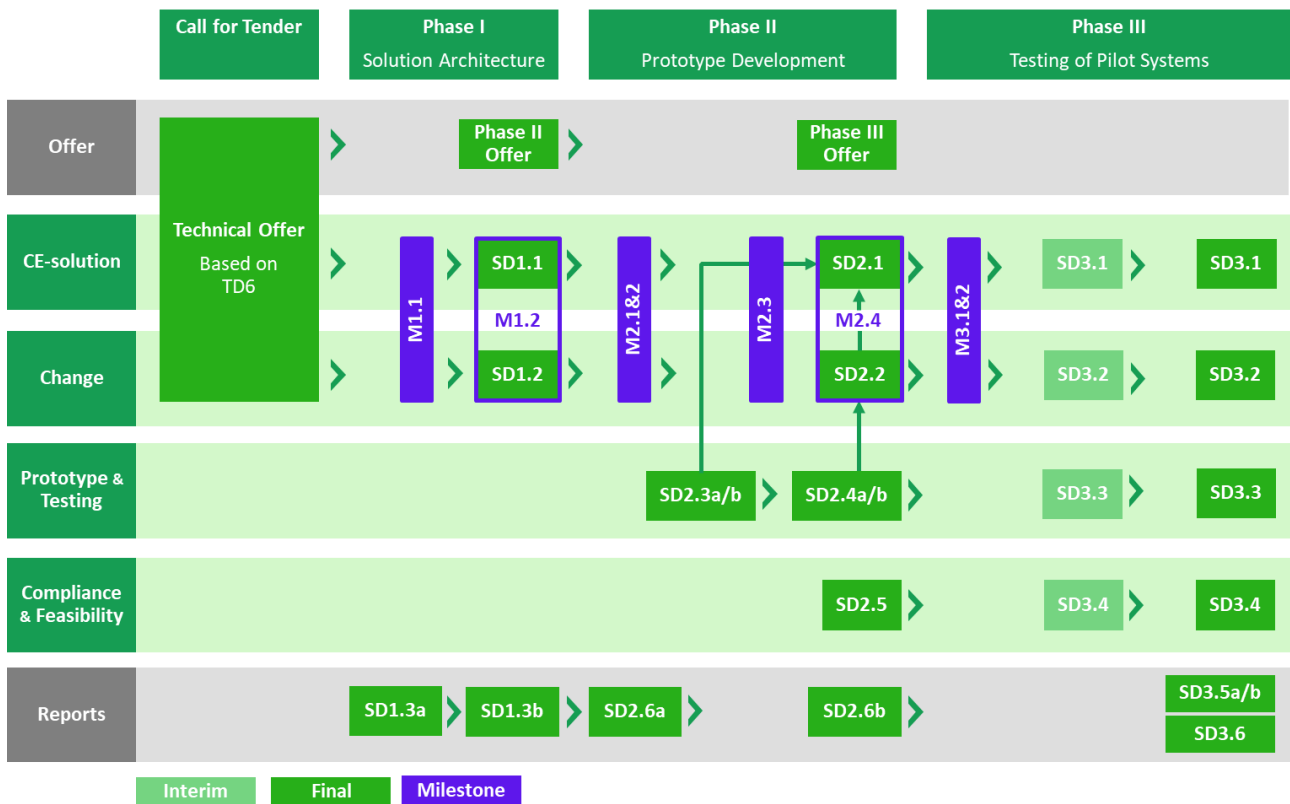 Call for Tender
Phase I
Solution Architecture
Phase II
Prototype Development
Phase III
Testing of Pilot Systems
Offer
Phase II
Offer
Phase III
Offer
Technical Offer
Based on
TD6
CE-solution
M1.1
SD1.1
M1.2
SD1.2
M2.1&2
M2.3
SD2.1
M2.4
SD2.2
M3.1&2
SD3.1
SD3.1
Change
SD3.2
SD3.2
Prototype &
Testing
SD2.3a/b
SD2.4a/b
SD3.3
SD3.3
Compliance
& Feasibility
SD2.5
SD3.4
SD3.4
Reports
SD1.3a
SD1.3b
SD2.6a
SD2.6b
SD3.5a/b
SD3.6
Interim
Final
Milestone